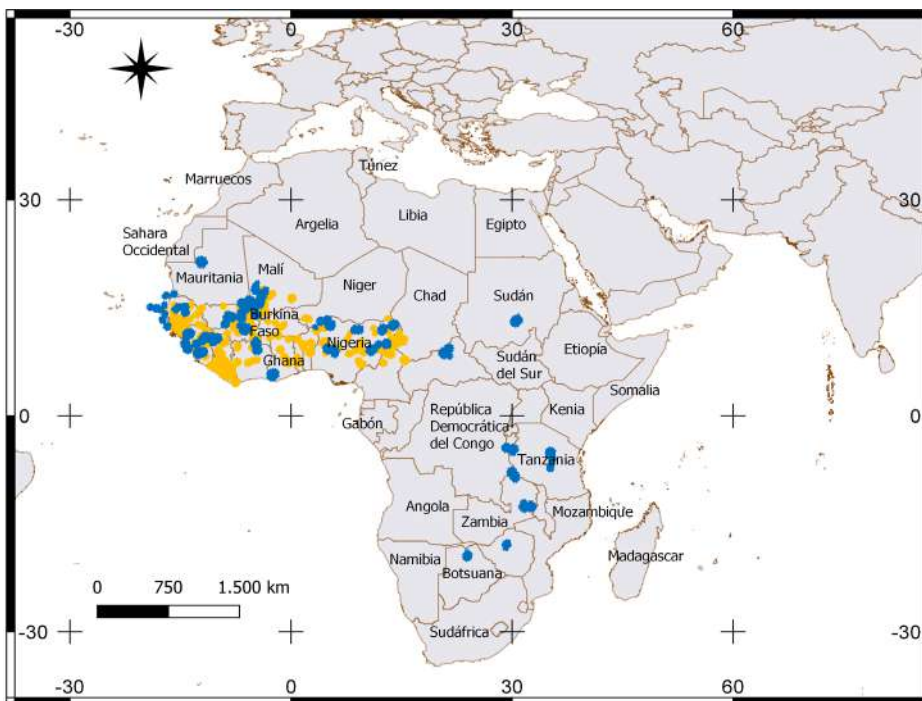 -30
0
30
60
Túnez
Marruecos
30
30
Argelia
Libia
Egipto
Sahara
Occidental
Malí
Mauritania
Niger
Chad
Sudán
Burkina
Faso
Nigeria
Etiopía
Ghana
Sudán
del Sur
Somalia
República
Democrática
del Congo
Kenia
0
0
Gabón
Tanzania
Angola
Mozambique
Zambia
Madagascar
Namibia
Botsuana
0
750
1.500 km
-30
Sudáfrica
-30
-30
0
30
60